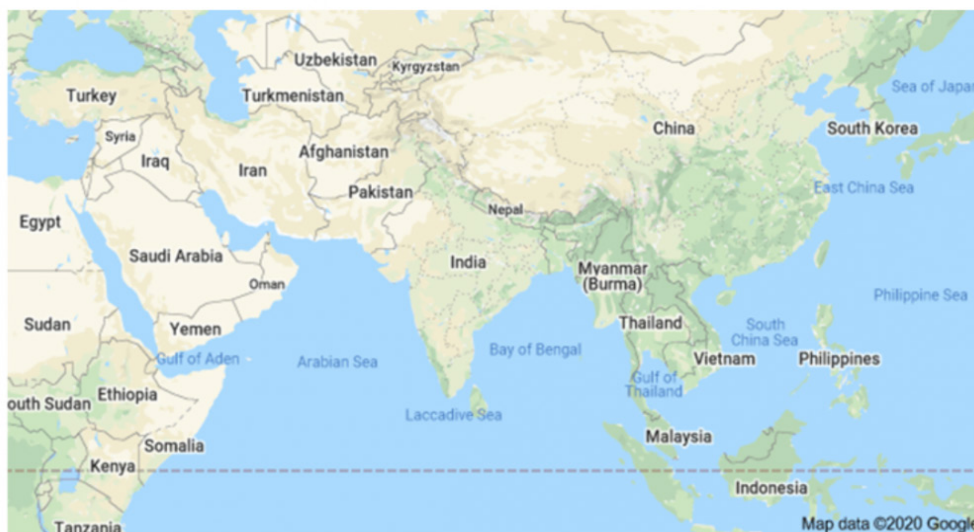 Uzbekistan
Kyrgyzstan
Turkey
Turkmenistan
Sea of Japa
China
South Korea
Syria
Afghanistan
Iraq
Iran
Pakistan
East China Sea
Nepal
Egypt
Saudi Arabia
India
Myanmar
(Burma)
Oman
Philippine Sea
Sudan
Yemen
Thailand
South
China Sea
Gulf of Aden
Arabian Sea
Bay of Bengal
Vietnam
Philippines
Gulf of
Thailand
Ethiopia
outh Sudan
Laccadive Sea
Somalia
Malaysia
Kenya
Indonesia
Tanzania
Map data ©2020 Google